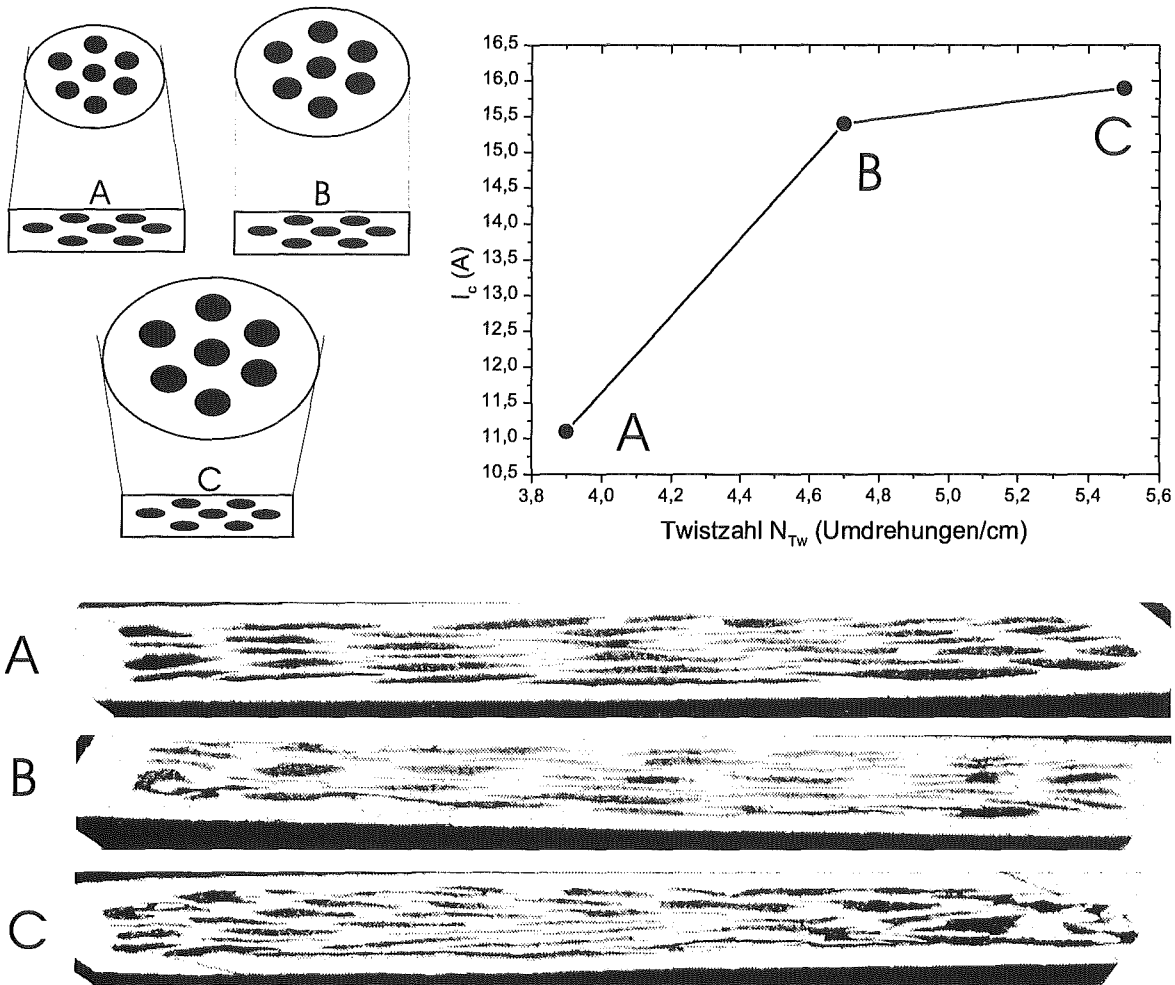 A
B
C
16,5
16,0
15,5
15,0
14,5
14,0
13,5
13,0
12,5
12,0
11,5
11,0
10,5
I_c (A)
A
B
C
3,8 4,0 4,2 4,4 4,6 4,8 5,0 5,2 5,4 5,6
Twistzahl N_Tw (Umdrehungen/cm)
A
B
C